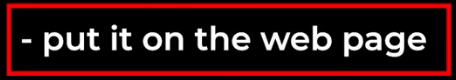 - put it on the web page